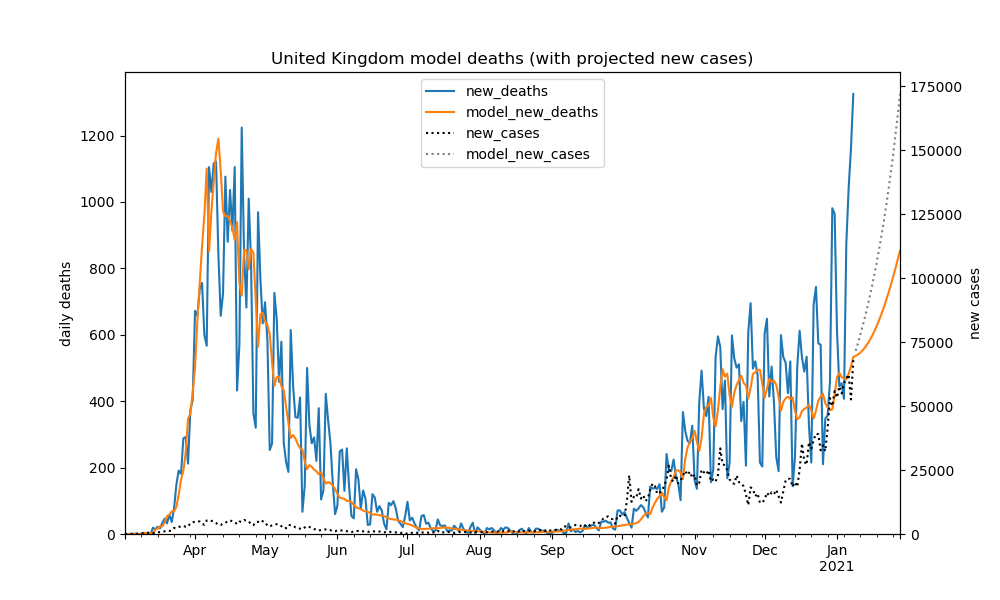 United Kingdom model deaths (with projected new cases)
new_deaths
model_new_deaths
new_cases
model_new_cases
daily deaths
1200
1000
800
600
400
200
0
new cases
175000
150000
125000
100000
75000
50000
25000
0
Apr May Jun Jul Aug Sep Oct Nov Dec Jan
2021